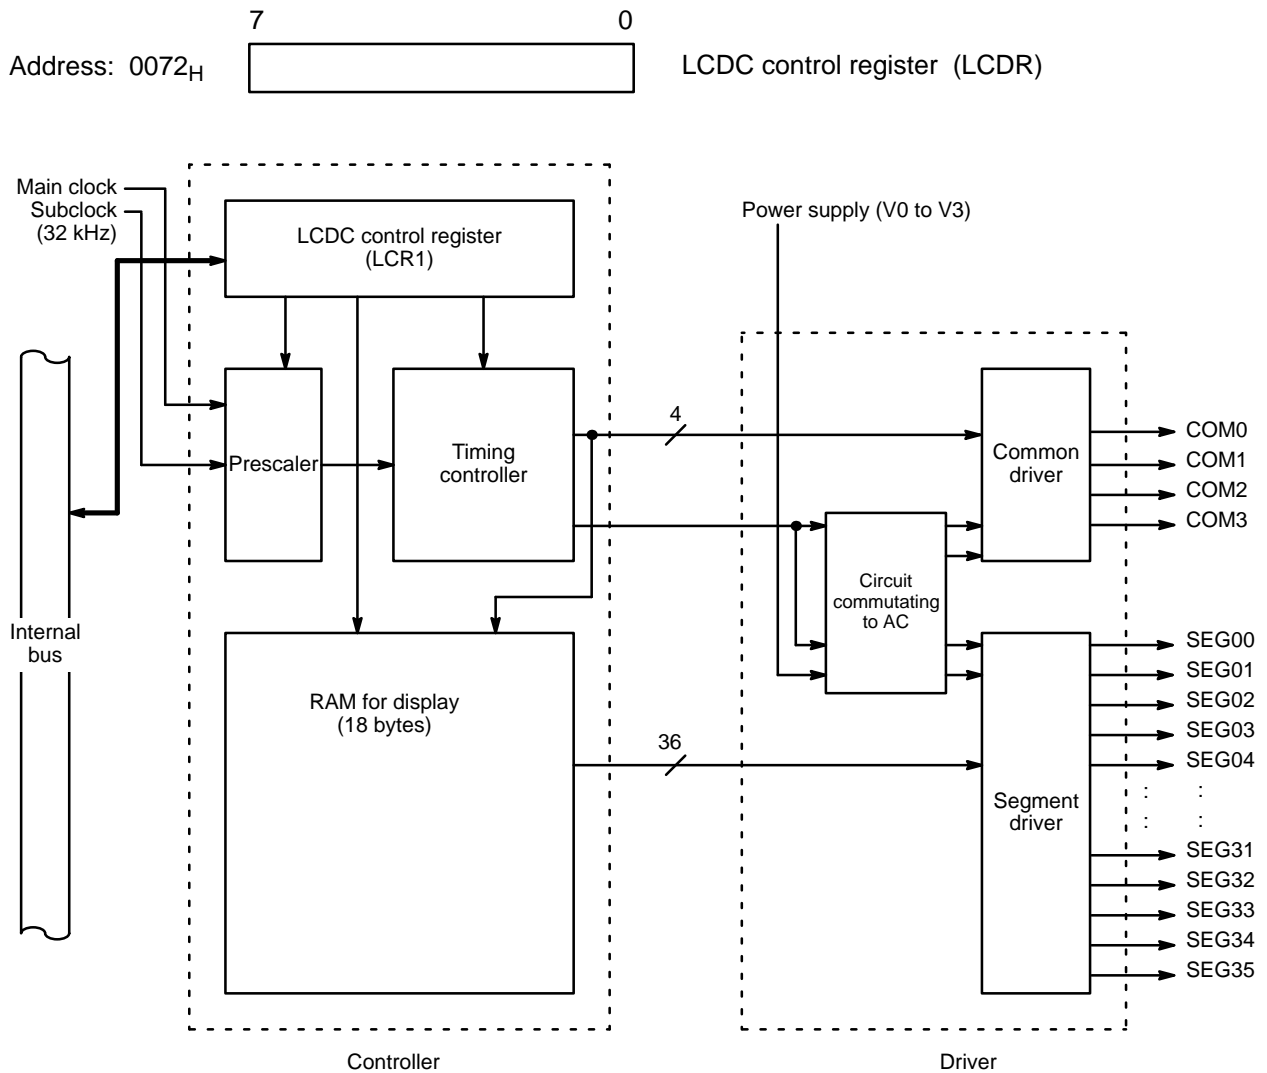 7 0
Address: 0072H LCDC control register (LCDR)
Main clock
Subclock
(32 kHz)
LCDC control register
(LCR1)
Power supply (V0 to V3)
Prescaler
Timing
controller
4
Common
driver
COM0
COM1
COM2
COM3
Circuit
commutating
to AC
Internal
bus
RAM for display
(18 bytes)
36
Segment
driver
SEG00
SEG01
SEG02
SEG03
SEG04
: :
: :
SEG31
SEG32
SEG33
SEG34
SEG35
Controller
Driver